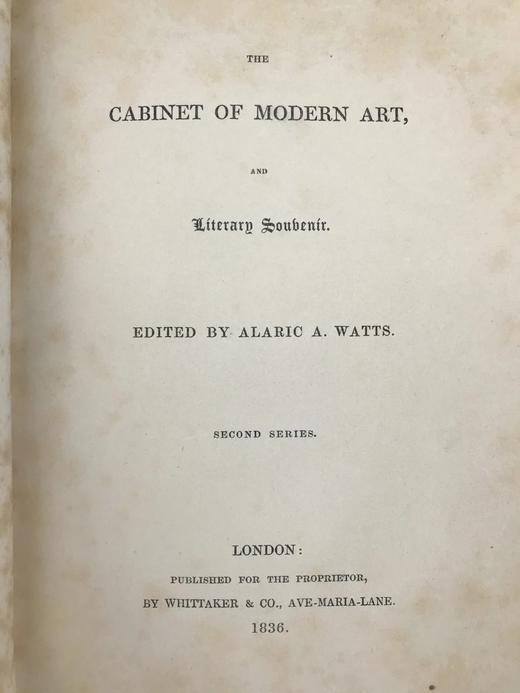 THE
CABINET OF MODERN ART,
AND
Literary Souvenir.
EDITED BY ALARIC A. WATTS.
SECOND SERIES.
LONDON:
PUBLISHED FOR THE PROPRIETOR,
BY WHITTAKER & CO., AVE-MARIA-LANE.
1836.